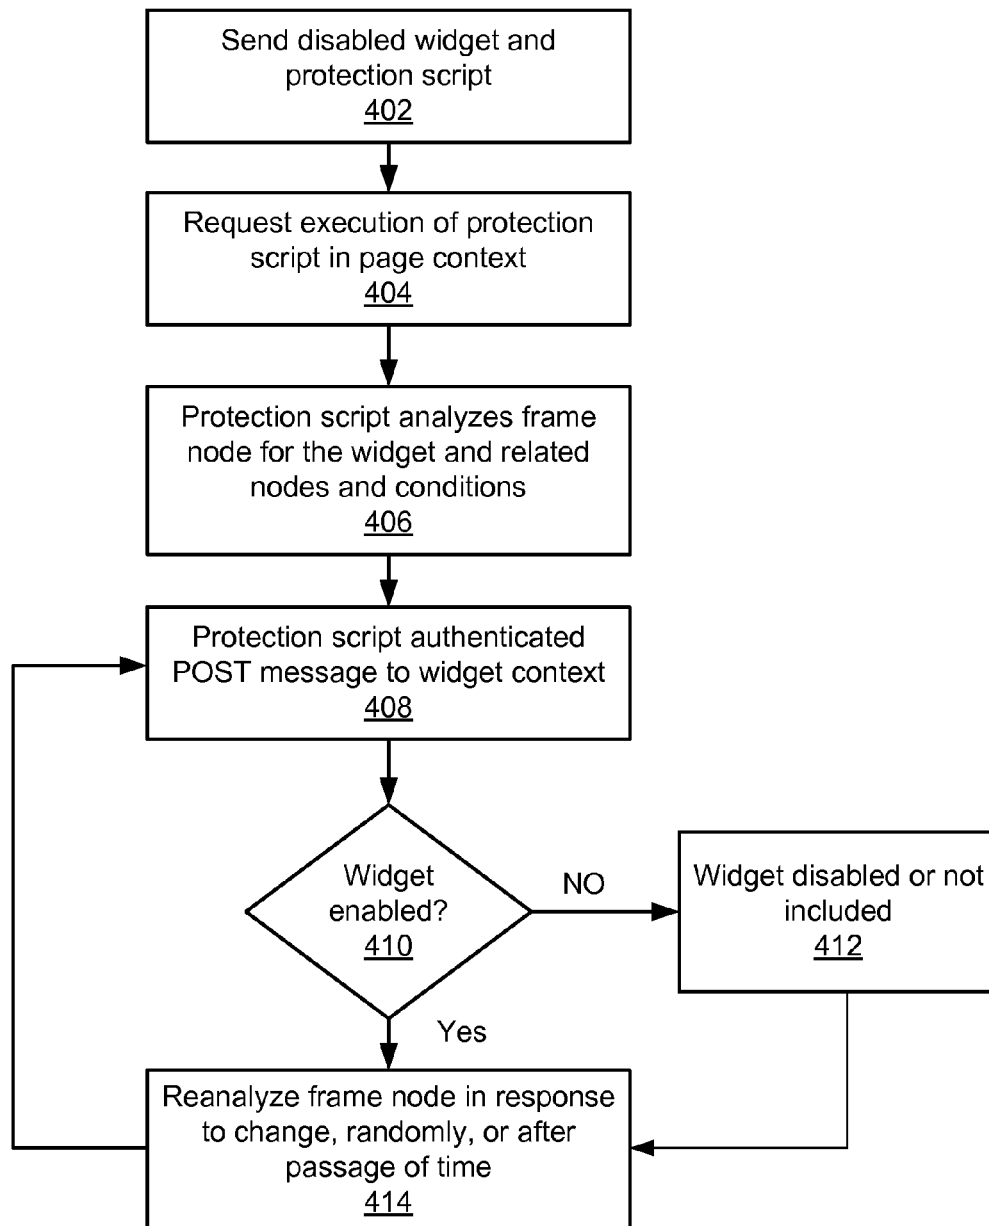 Send disabled widget and
protection script
402
Request execution of protection
script in page context
404
Protection script analyzes frame
node for the widget and related
nodes and conditions
406
Protection script authenticated
POST message to widget context
408
Widget
enabled?
410
NO
Widget disabled or not
included
412
Yes
Reanalyze frame node in response
to change, randomly, or after
passage of time
414